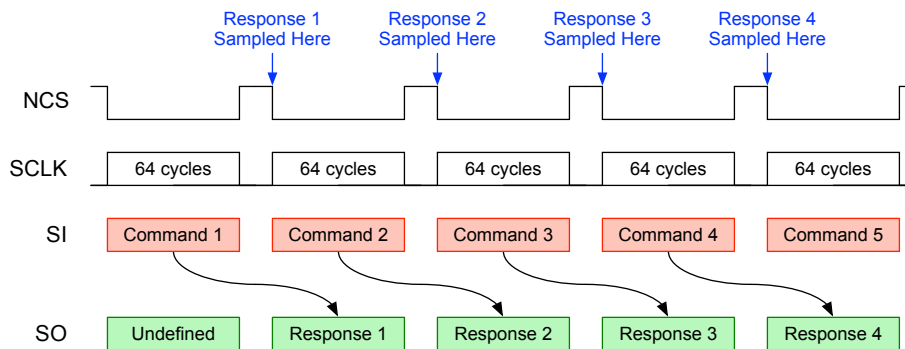 Response 1
Sampled Here
Response 2
Sampled Here
Response 3
Sampled Here
Response 4
Sampled Here
NCS
SCLK
64 cycles
64 cycles
64 cycles
64 cycles
64 cycles
SI
Command 1
Command 2
Command 3
Command 4
Command 5
SO
Undefined
Response 1
Response 2
Response 3
Response 4